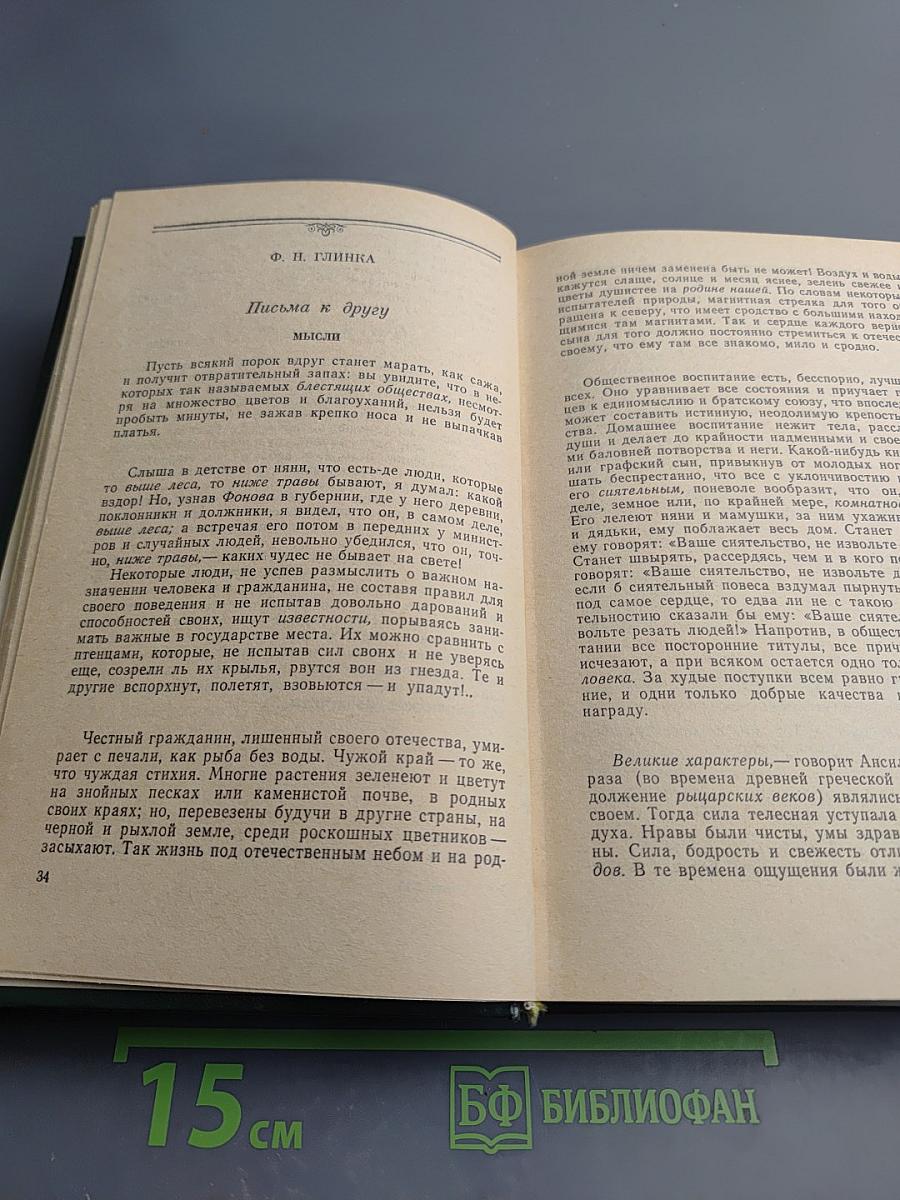 Ф. Н. ГЛИНКА
Письма к другу
МЫСЛИ
Пусть всякий порок вдруг станет марать, как сажа,
и получит отвратительный запах: вы увидите, что в не-
которых так называемых блестящих обществах, несмот-
ря на множество цветов и благоуханий, нельзя будет
пробыть минуты, не зажав крепко носа и не выпачкав
платья.
Слыша в детстве от няни, что есть-де люди, которые
то выше леса, то ниже травы бывают, я думал: какой
вздор! Но, узнав Фонова в губернии, где у него деревни,
поклонники и должники, я видел, что он, в самом деле,
выше леса; а встречая его потом в передних у минист-
ров и случайных людей, невольно убедился, что он, точ-
но, ниже травы,— каких чудес не бывает на свете!
Некоторые люди, не успев размыслить о важном на-
значении человека и гражданина, не составя правил для
своего поведения и не испытав довольно дарований и
способностей своих, ищут известности, порываясь зани-
мать важные в государстве места. Их можно сравнить с
птенцами, которые, не испытав сил своих и не уверясь
еще, созрели ль их крылья, рвутся вон из гнезда. Те и
другие вспорхнут, полетят, взовьются — и упадут!..
Честный гражданин, лишенный своего отечества, уми-
рает с печали, как рыба без воды. Чужой край — то же,
что чуждая стихия. Многие растения зеленеют и цветут
на знойных песках или каменистой почве, в родных
своих краях; но, перевезены будучи в другие страны, на
черной и рыхлой земле, среди роскошных цветников —
засыхают. Так жизнь под отечественным небом и на род-
34
ной земле ничем заменена быть не может! Воздух и воды
кажутся слаще, солнце и месяц яснее, зелень свежее
цветы душистее на родине нашей. По словам некоторы
испытателей природы, магнитная стрелка для того об
ращена к северу, что имеет сродство с большими наход
щимися там магнитами. Так и сердце каждого верн
сына для того должно постоянно стремиться к отечес
своему, что ему там все знакомо, мило и сродно.
Общественное воспитание есть, бесспорно, лучш
всех. Оно уравнивает все состояния и приучает п
цев к единомыслию и братскому союзу, что впослед
может составить истинную, неодолимую крепость
ства. Домашнее воспитание нежит тела, рассл
души и делает до крайности надменными и свое
ми баловней потворства и неги. Какой-нибудь кн
или графский сын, привыкнув от молодых ног
шать беспрестанно, что все с уклончивостию
его сиятельным, поневоле вообразит, что он,
деле, земное или, по крайней мере, комнатно
Его лелеют няни и мамушки, за ним ухажив
и дядьки, ему поблажает весь дом. Станет
ему говорят: «Ваше сиятельство, не извольте
Станет швырять, рассердясь, чем и в кого по
говорят: «Ваше сиятельство, не извольте д
если б сиятельный повеса вздумал пырнуть
под самое сердце, то едва ли не с такою
тельностию сказали бы ему: «Ваше сияте
вольте резать людей!» Напротив, в общест
тании все посторонние титулы, все прич
исчезают, а при всяком остается одно то
ловека. За худые поступки всем равно г
ние, и одни только добрые качества
награду.
Великие характеры,— говорит Ансил
раза (во времена древней греческой
должение рыцарских веков) являлись
своем. Тогда сила телесная уступала
духа. Нравы были чисты, умы здрав
ны. Сила, бодрость и свежесть отли
дов. В те времена ощущения были ж
15 см
БФ БИБЛИОФАН